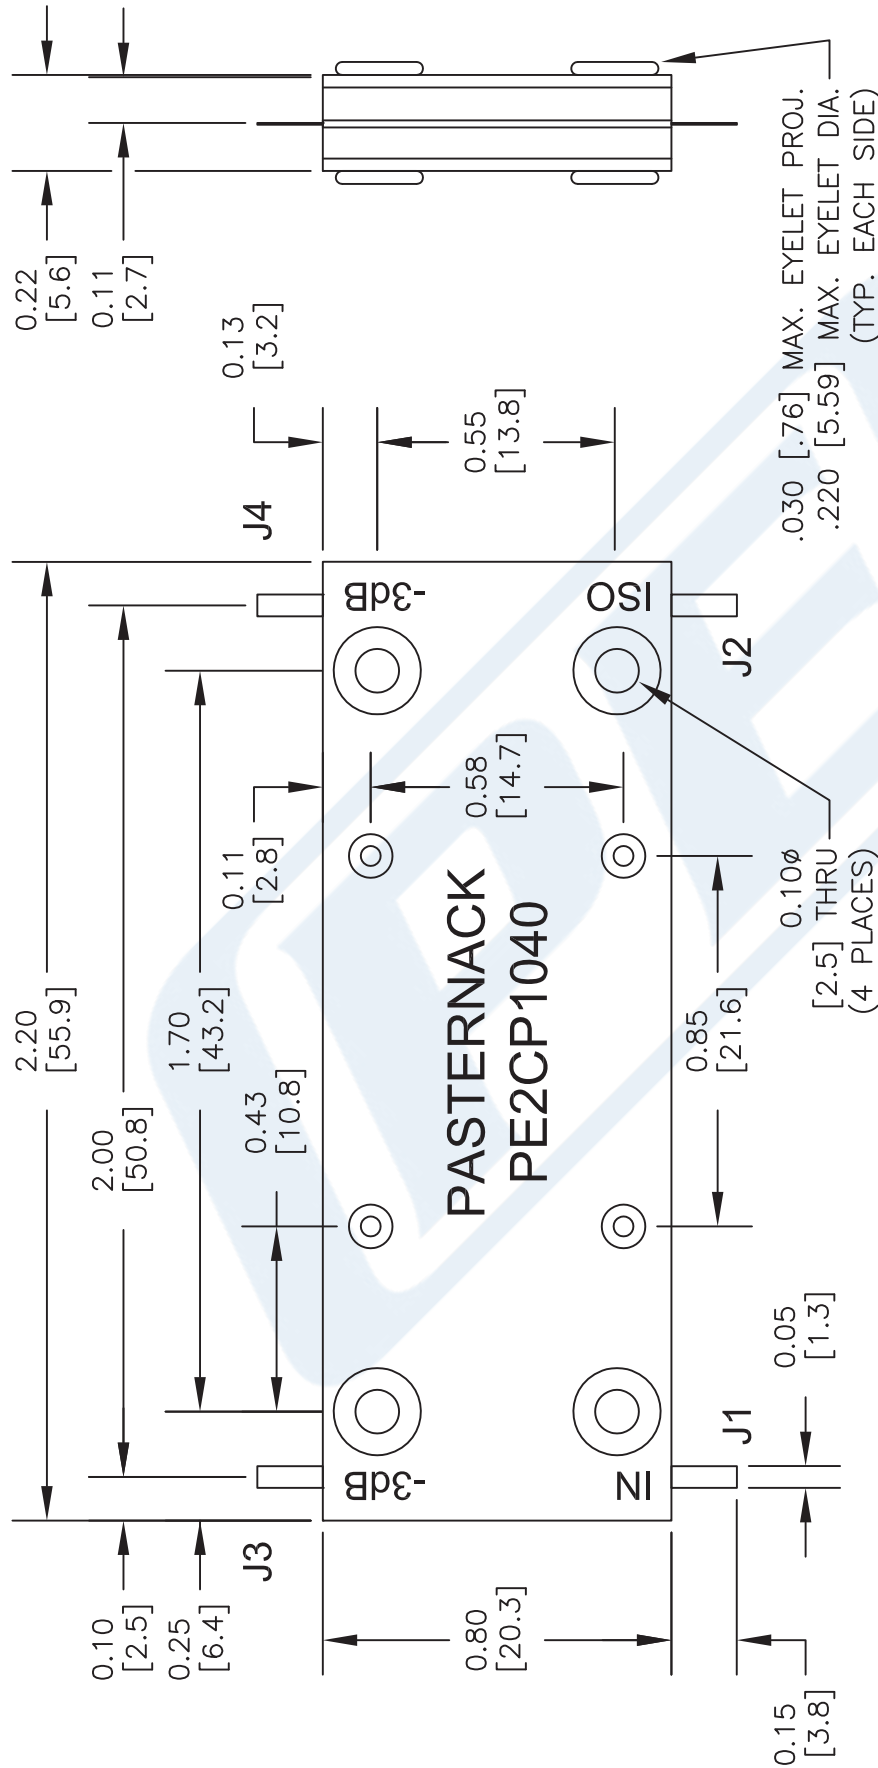 2.20
[55.9]
2.00
[50.8]
1.70
[43.2]
0.43
[10.8]
0.10
[2.5]
0.25
[6.4]
0.22
[5.6]
0.11
[2.7]
0.13
[3.2]
0.55
[13.8]
0.11
[2.8]
0.58
[14.7]
J3
J4
-3dB
-3dB
PASTERNACK
PE2CP1040
IN
ISO
J1
J2
0.80
[20.3]
0.15
[3.8]
0.05
[1.3]
0.85
[21.6]
0.10ø
[2.5] THRU
(4 PLACES)
.030 [.76] MAX. EYELET PROJ.
.220 [5.59] MAX. EYELET DIA.
(TYP. EACH SIDE)